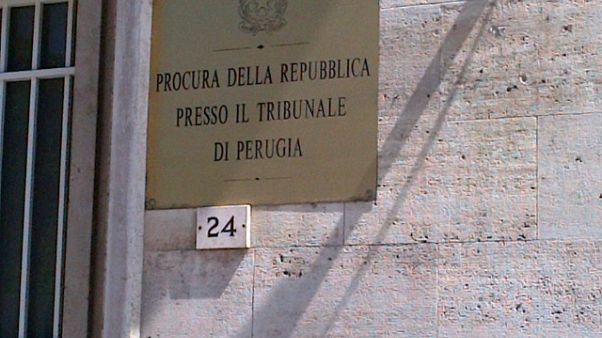 PROCURA DELLA REPUBBLICA
PRESSO IL TRIBUNALE
DI PERUGIA
24